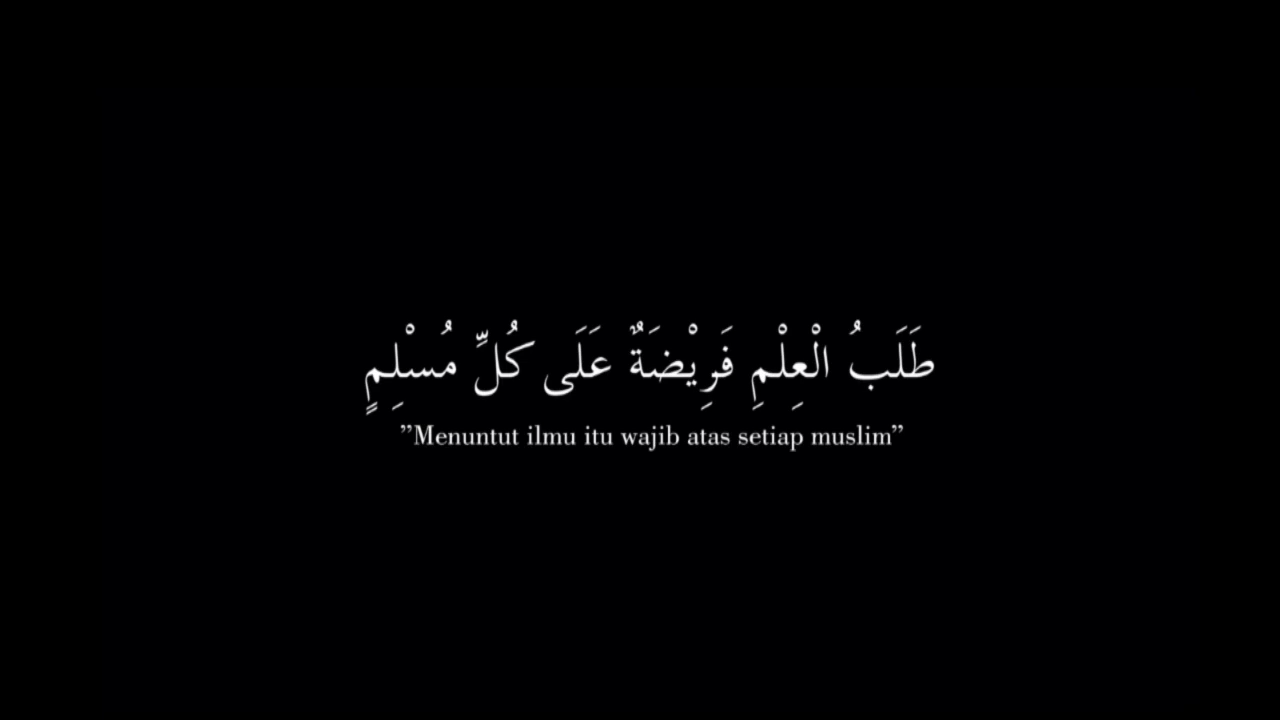 طَلَبُ الْعِلْمِ فَرِيْضَةٌ عَلَى كُلِّ مُسْلِمٍ
”Menuntut ilmu itu wajib atas setiap muslim”